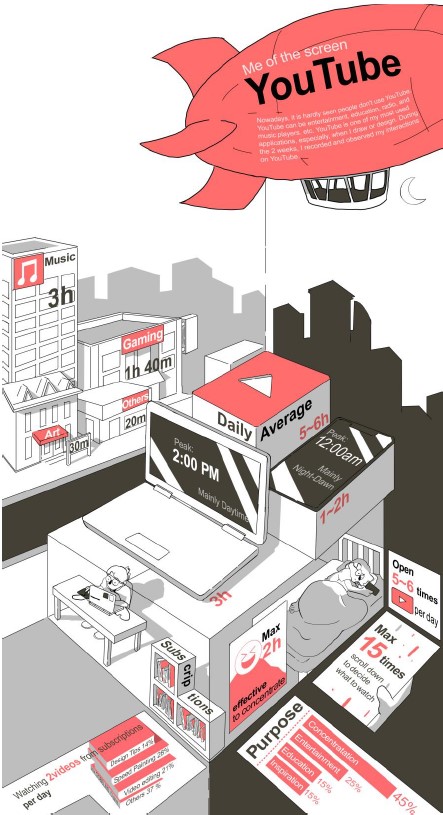 Me of the screen
YouTube
Nowadays, it is hardly seen people don't use YouTube.
YouTube can be entertainment, education, radio, and
music players, etc. YouTube is one of my most used
applications, especially, when I draw or design. During
the 2 weeks, I recorded and observed my interactions
on YouTube.
Music
3h
Gaming
1h 40m
Others
20m
Art
30m
Daily Average
5~6h
Peak:
2:00 PM
Mainly Daytime
Peak:
12:00am
Mainly
Night-Dawn
1~2h
3h
Open
5~6 times
per day
Max
15 times
scroll down
to decide
what to watch
Max
2h
effective
to concentrate
Subs
crip
tions
Purpose
Concentration
45%
Entertainment
25%
Education 15%
Inspiration 15%
Watching 2videos from subscriptions
per day
Design Tips 14%
Speed Painting 28%
Video editing 21%
Others 37 %